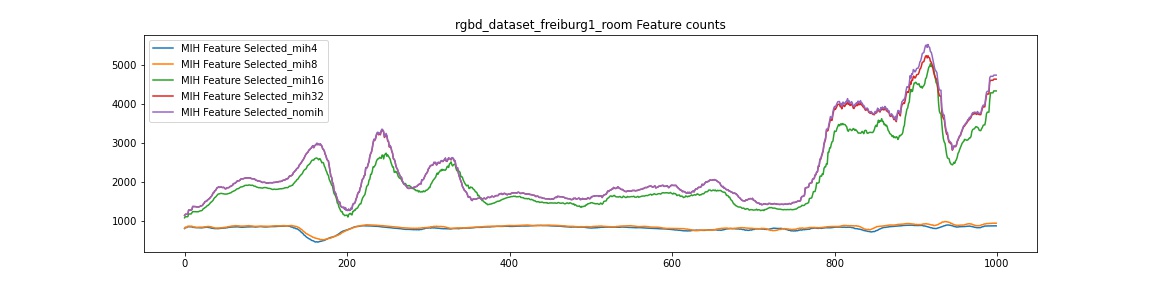 rgbd_dataset_freiburg1_room Feature counts
MIH Feature Selected_mih4
MIH Feature Selected_mih8
MIH Feature Selected_mih16
MIH Feature Selected_mih32
MIH Feature Selected_nomih
5000
4000
3000
2000
1000
0 200 400 600 800 1000